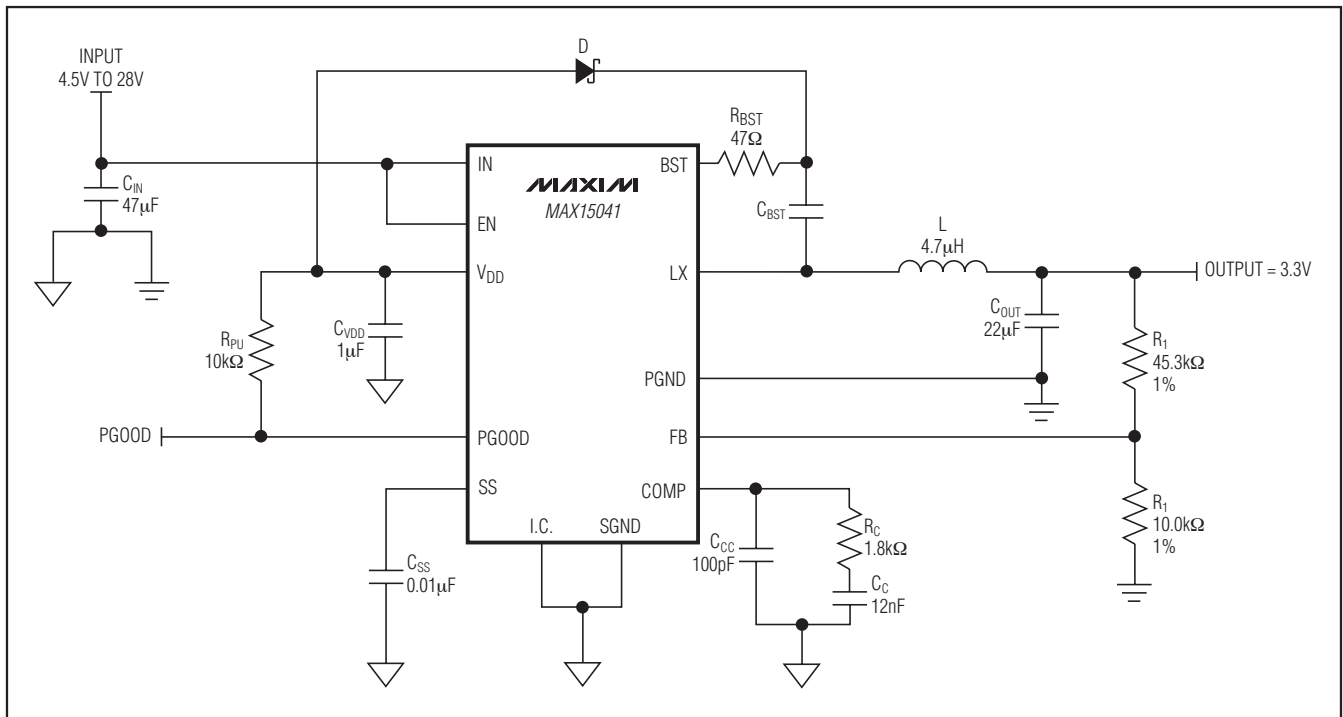 INPUT
4.5V TO 28V
D
R_BST
47Ω
C_IN
47μF
IN
BST
MAXIM
MAX15041
EN
C_BST
L
4.7μH
V_DD
LX
OUTPUT = 3.3V
R_PU
10kΩ
C_VDD
1μF
C_OUT
22μF
R_1
45.3kΩ
1%
PGND
PGOOD
PGOOD
FB
SS
COMP
I.C.
SGND
R_1
10.0kΩ
1%
C_SS
0.01μF
C_CC
100pF
R_C
1.8kΩ
C_C
12nF